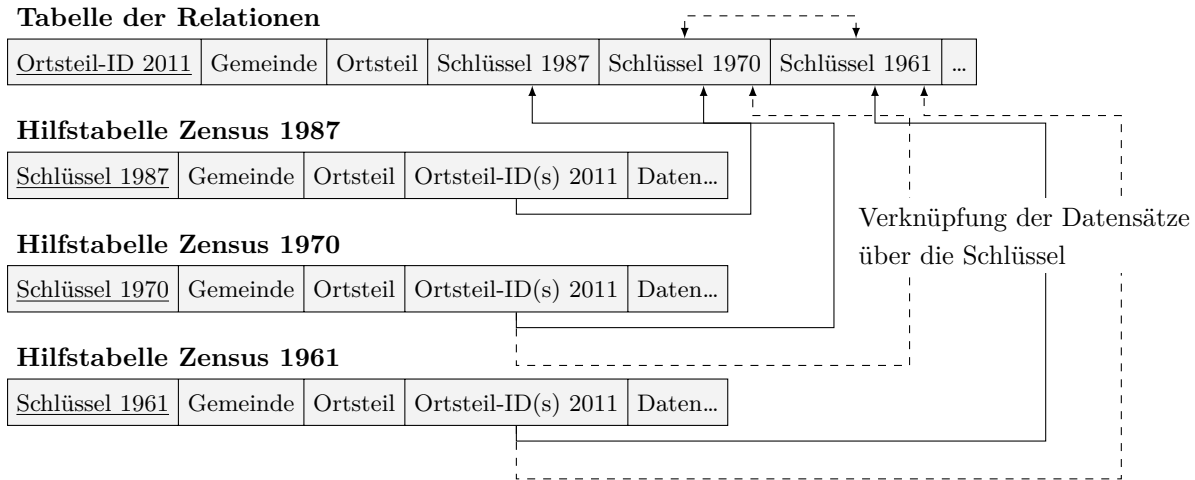 Tabelle der Relationen
Ortsteil-ID 2011 Gemeinde Ortsteil Schlüssel 1987 Schlüssel 1970 Schlüssel 1961 …
Hilfstabelle Zensus 1987
Schlüssel 1987 Gemeinde Ortsteil Ortsteil-ID(s) 2011 Daten…
Verknüpfung der Datensätze
über die Schlüssel
Hilfstabelle Zensus 1970
Schlüssel 1970 Gemeinde Ortsteil Ortsteil-ID(s) 2011 Daten…
Hilfstabelle Zensus 1961
Schlüssel 1961 Gemeinde Ortsteil Ortsteil-ID(s) 2011 Daten…